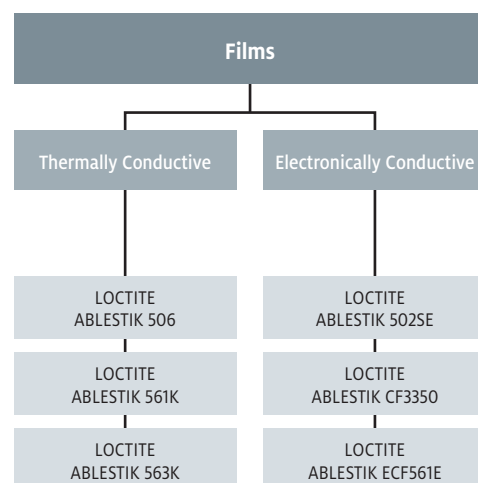 Films
Thermally Conductive
Electronically Conductive
LOCTITE
ABLESTIK 506
LOCTITE
ABLESTIK 502SE
LOCTITE
ABLESTIK 561K
LOCTITE
ABLESTIK CF3350
LOCTITE
ABLESTIK 563K
LOCTITE
ABLESTIK ECF561E